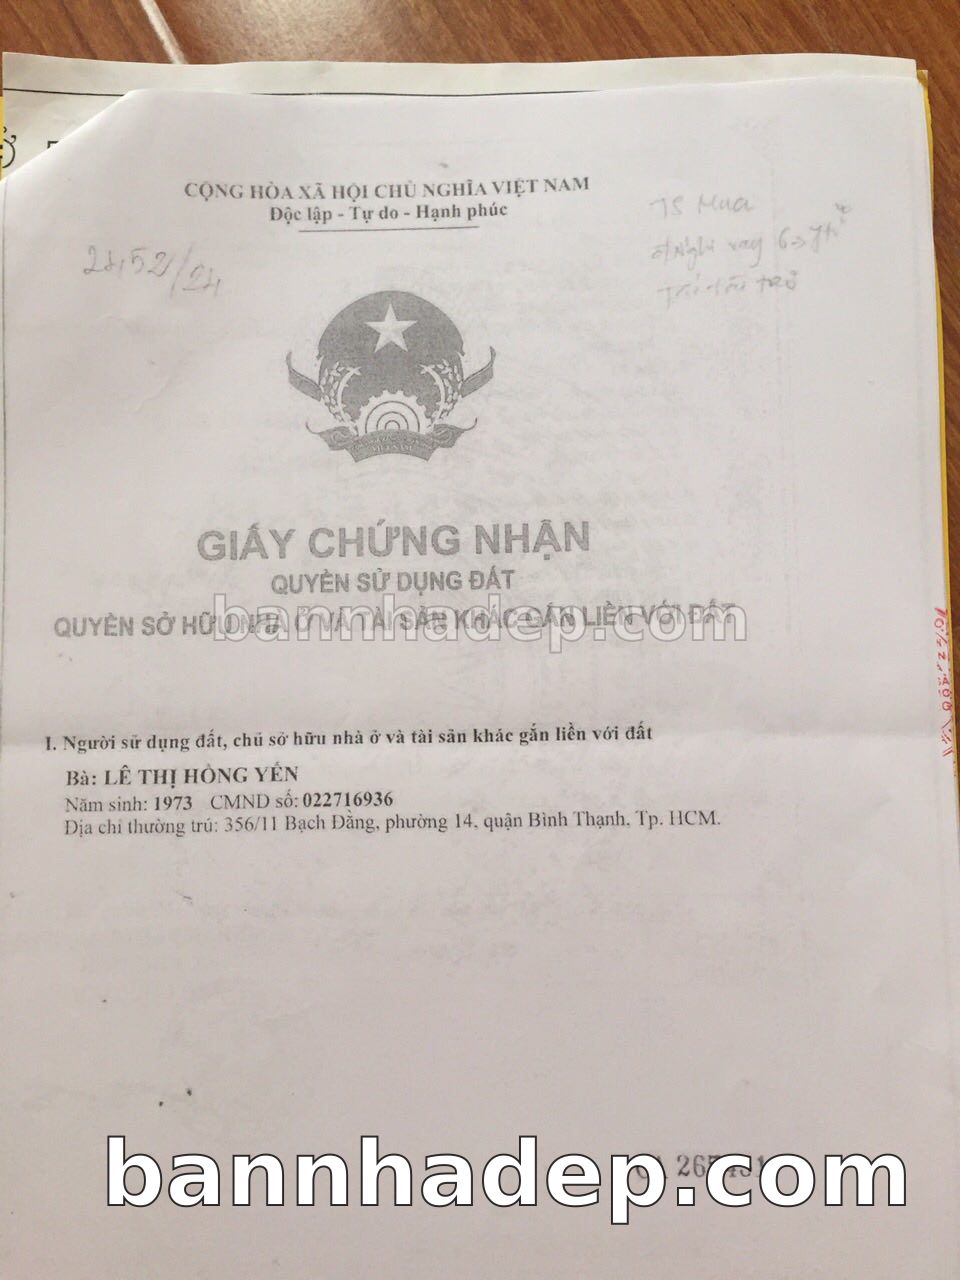 CỘNG HÒA XÃ HỘI CHỦ NGHĨA VIỆT NAM
Độc lập - Tự do - Hạnh phúc
TS Mua
GIẤY CHỨNG NHẬN
QUYỀN SỬ DỤNG ĐẤT
QUYỀN SỞ HỮU NHÀ Ở VÀ TÀI SẢN KHÁC GẮN LIỀN VỚI ĐẤT
bannhadep.com
I. Người sử dụng đất, chủ sở hữu nhà ở và tài sản khác gắn liền với đất
Bà: LÊ THỊ HỒNG YẾN
Năm sinh: 1973 CMND số: 022716936
Địa chỉ thường trú: 356/11 Bạch Đằng, phường 14, quận Bình Thạnh, Tp. HCM.
bannhadep.com